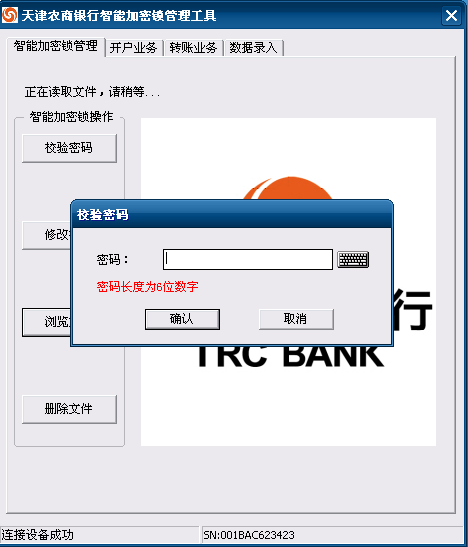 天津农商银行智能加密锁管理工具
智能加密锁管理 开户业务 转账业务 数据录入
正在读取文件，请稍等...
智能加密锁操作
校验密码
修改
浏览
删除文件
校验密码
密码：
密码长度为6位数字
确认 取消
行
TRC BANK
连接设备成功 SN:001BAC623423